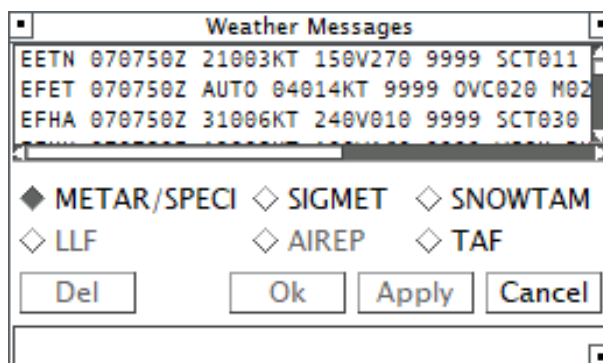 Weather Messages
EETN 070750Z 21003KT 150V270 9999 SCT011
EFET 070750Z AUTO 04014KT 9999 OVC020 M02
EFHA 070750Z 31006KT 240V010 9999 SCT030
METAR/SPECI SIGMET SNOWTAM
LLF AIREP TAF
Del Ok Apply Cancel